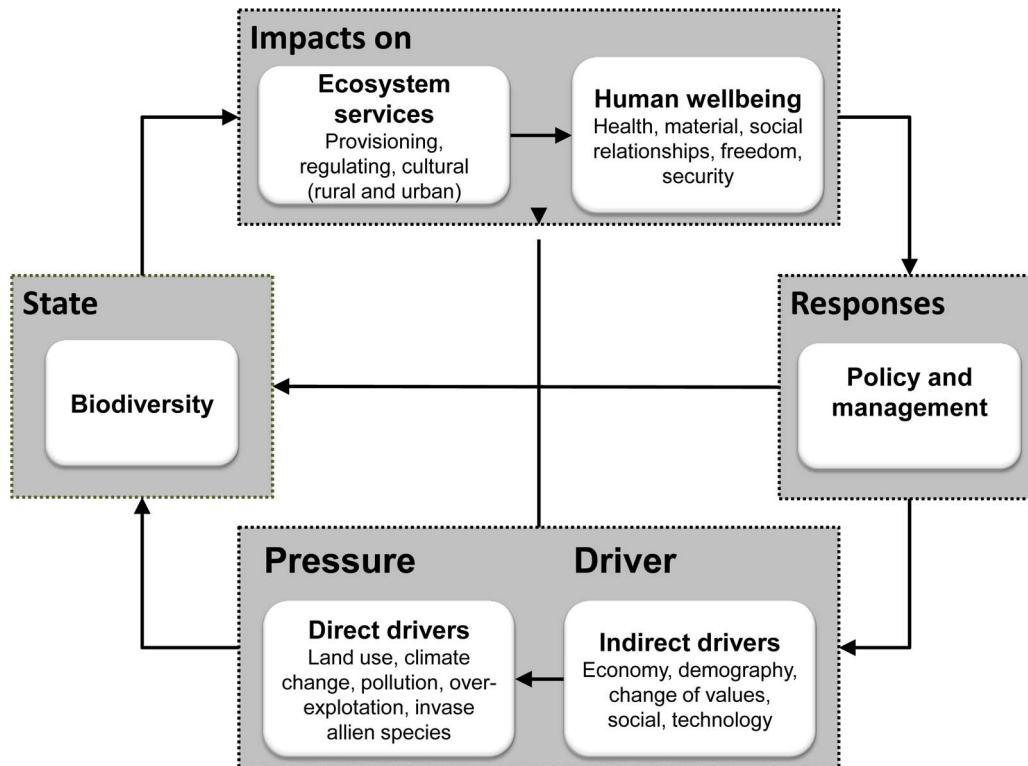 Impacts on
Ecosystem
services
Provisioning,
regulating, cultural
(rural and urban)
Human wellbeing
Health, material, social
relationships, freedom,
security
State
Biodiversity
Responses
Policy and
management
Pressure
Driver
Direct drivers
Land use, climate
change, pollution, over-
explotation, invase
allien species
Indirect drivers
Economy, demography,
change of values,
social, technology